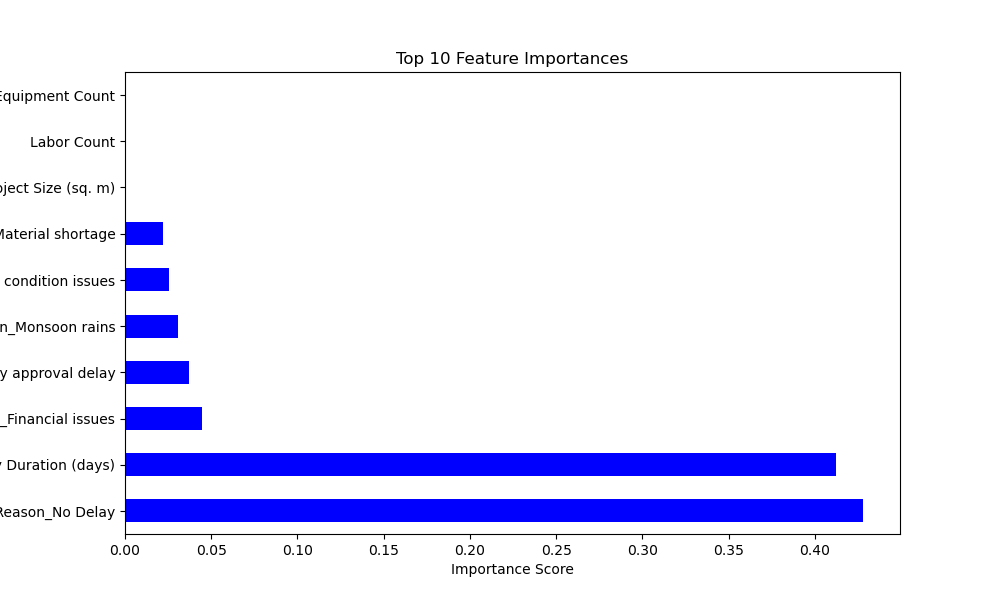 Top 10 Feature Importances
Equipment Count
Labor Count
ject Size (sq. m)
Material shortage
condition issues
n_Monsoon rains
y approval delay
_Financial issues
Duration (days)
Reason_No Delay
0.00 0.05 0.10 0.15 0.20 0.25 0.30 0.35 0.40
Importance Score